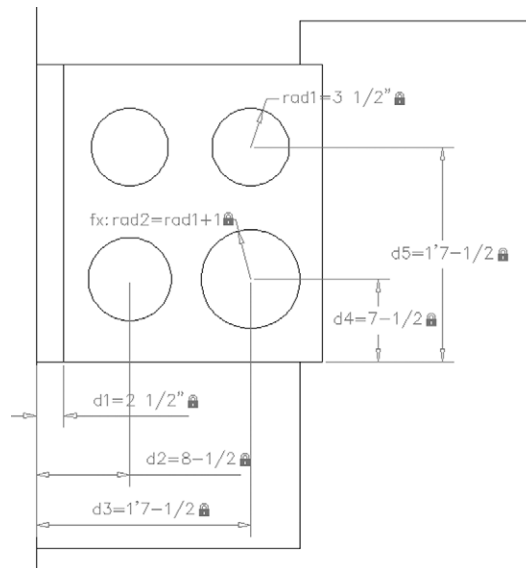 rad1=3 1/2"
fx:rad2=rad1+1
d5=1'7-1/2
d4=7-1/2
d1=2 1/2"
d2=8-1/2
d3=1'7-1/2